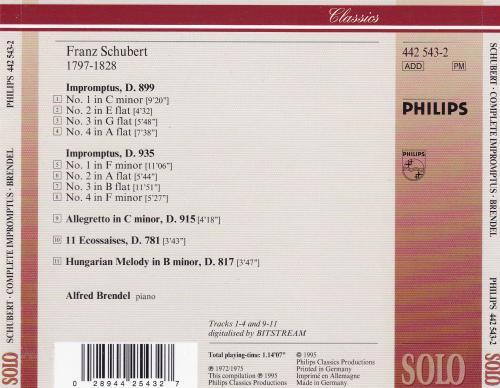 Classics
Franz Schubert
1797-1828
Impromptus, D. 899
1 No. 1 in C minor [9'20"]
2 No. 2 in E flat [4'32]
3 No. 3 in G flat [5'48"]
4 No. 4 in A flat [7'38"]
Impromptus, D. 935
5 No. 1 in F minor [11'06"]
6 No. 2 in A flat [5'44"]
7 No. 3 in B flat [11'51"]
8 No. 4 in F minor [5'27"]
9 Allegretto in C minor, D. 915 [4'18"]
10 11 Ecossaises, D. 781 [3'43"]
11 Hungarian Melody in B minor, D. 817 [3'47"]
Alfred Brendel piano
Tracks 1-4 and 9-11
digitalised by BITSTREAM
Total playing-time: 1.14'07"
℗ 1972/1975
This compilation ℗ 1995
Philips Classics Productions
© 1995
Philips Classics Productions
Printed in Germany
Imprimé en Allemagne
Made in Germany
0 28944 25432 7
442 543-2
ADD PM
PHILIPS
PHILIPS
SOLO
SOLO SCHUBERT · COMPLETE IMPROMPTUS · BRENDEL PHILIPS 442 543-2
SCHUBERT · COMPLETE IMPROMPTUS · BRENDEL PHILIPS 442 543-2 SOLO